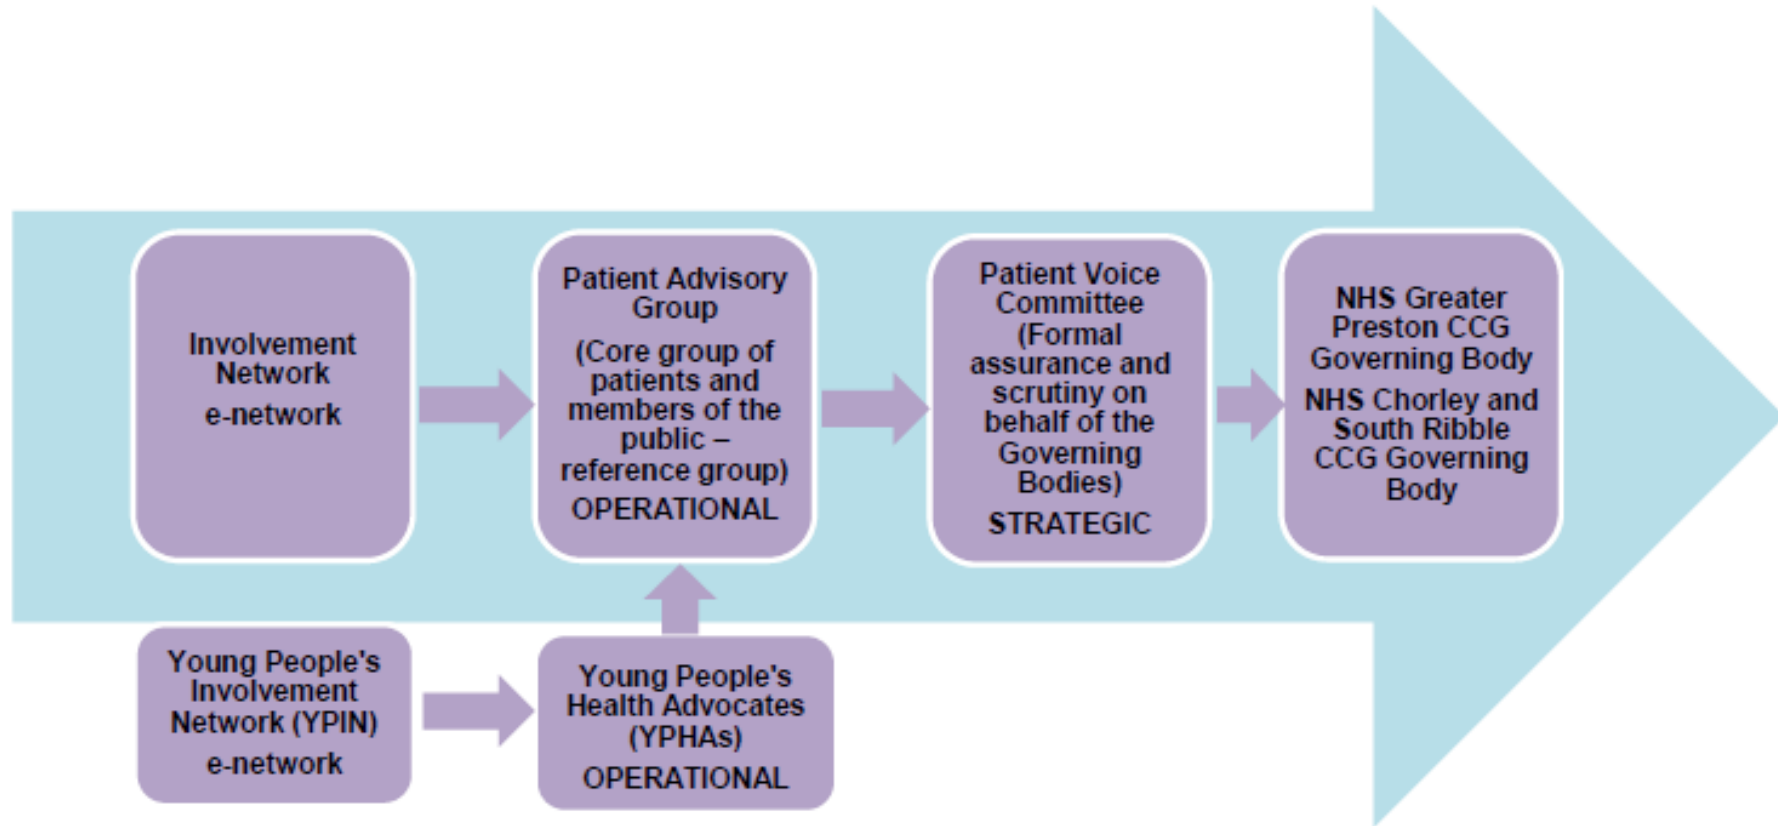 Involvement
Network
e-network
Patient Advisory
Group
(Core group of
patients and
members of the
public –
reference group)
OPERATIONAL
Patient Voice
Committee
(Formal
assurance and
scrutiny on
behalf of the
Governing
Bodies)
STRATEGIC
NHS Greater
Preston CCG
Governing Body
NHS Chorley and
South Ribble
CCG Governing
Body
Young People's
Involvement
Network (YPIN)
e-network
Young People's
Health Advocates
(YPHAs)
OPERATIONAL